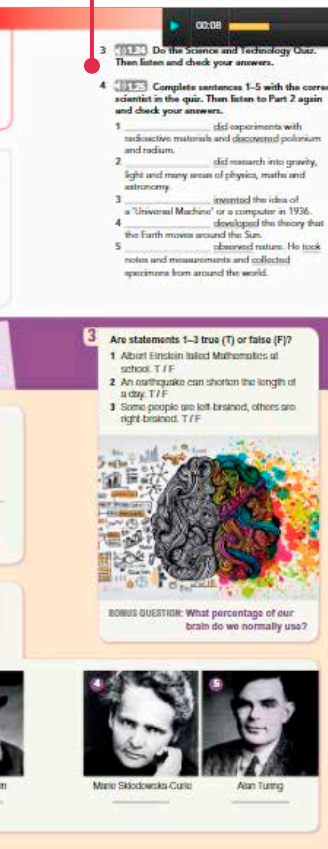 00:08
3 1.24 Do the Science and Technology Quiz.
Then listen and check your answers.
4 1.25 Complete sentences 1–5 with the correc
scientist in the quiz. Then listen to Part 2 again
and check your answers.
1 ____________ did experiments with
radioactive materials and discovered polonium
and radium.
2 ____________ did research into gravity,
light and many areas of physics, maths and
astronomy.
3 ____________ invented the idea of
a "Universal Machine" or a computer in 1936.
4 ____________ developed the theory that
the Earth moves around the Sun.
5 ____________ observed nature. He took
notes and measurements and collected
specimens from around the world.
3 Are statements 1–3 true (T) or false (F)?
1 Albert Einstein failed Mathematics at
school. T / F
2 An earthquake can shorten the length of
a day. T / F
3 Some people are left-brained, others are
right-brained. T / F
BONUS QUESTION: What percentage of our
brain do we normally use?
4
5
Marie Skłodowska-Curie
Alan Turing